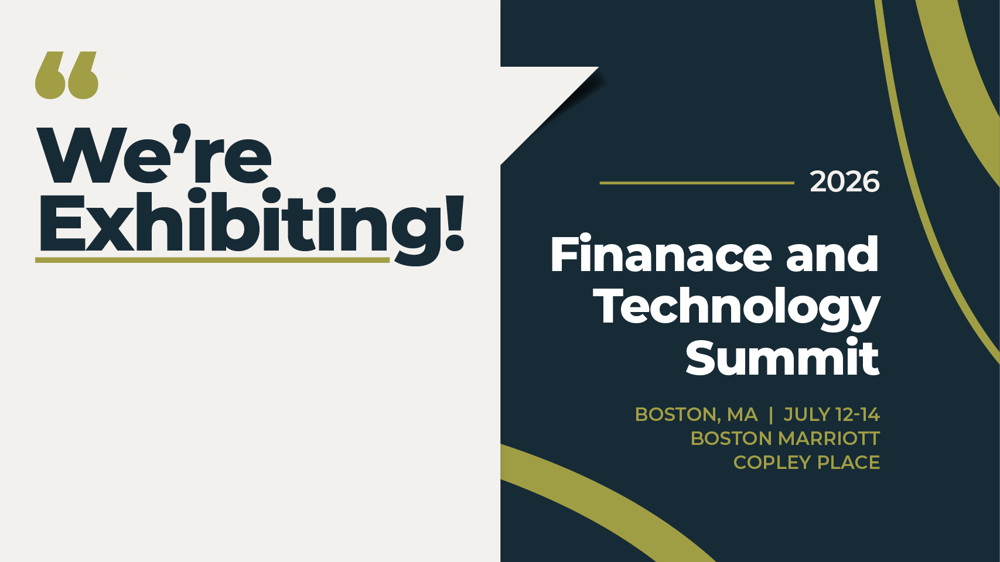 “
We’re
Exhibiting!
2026
Finanace and
Technology
Summit
BOSTON, MA | JULY 12-14
BOSTON MARRIOTT
COPLEY PLACE